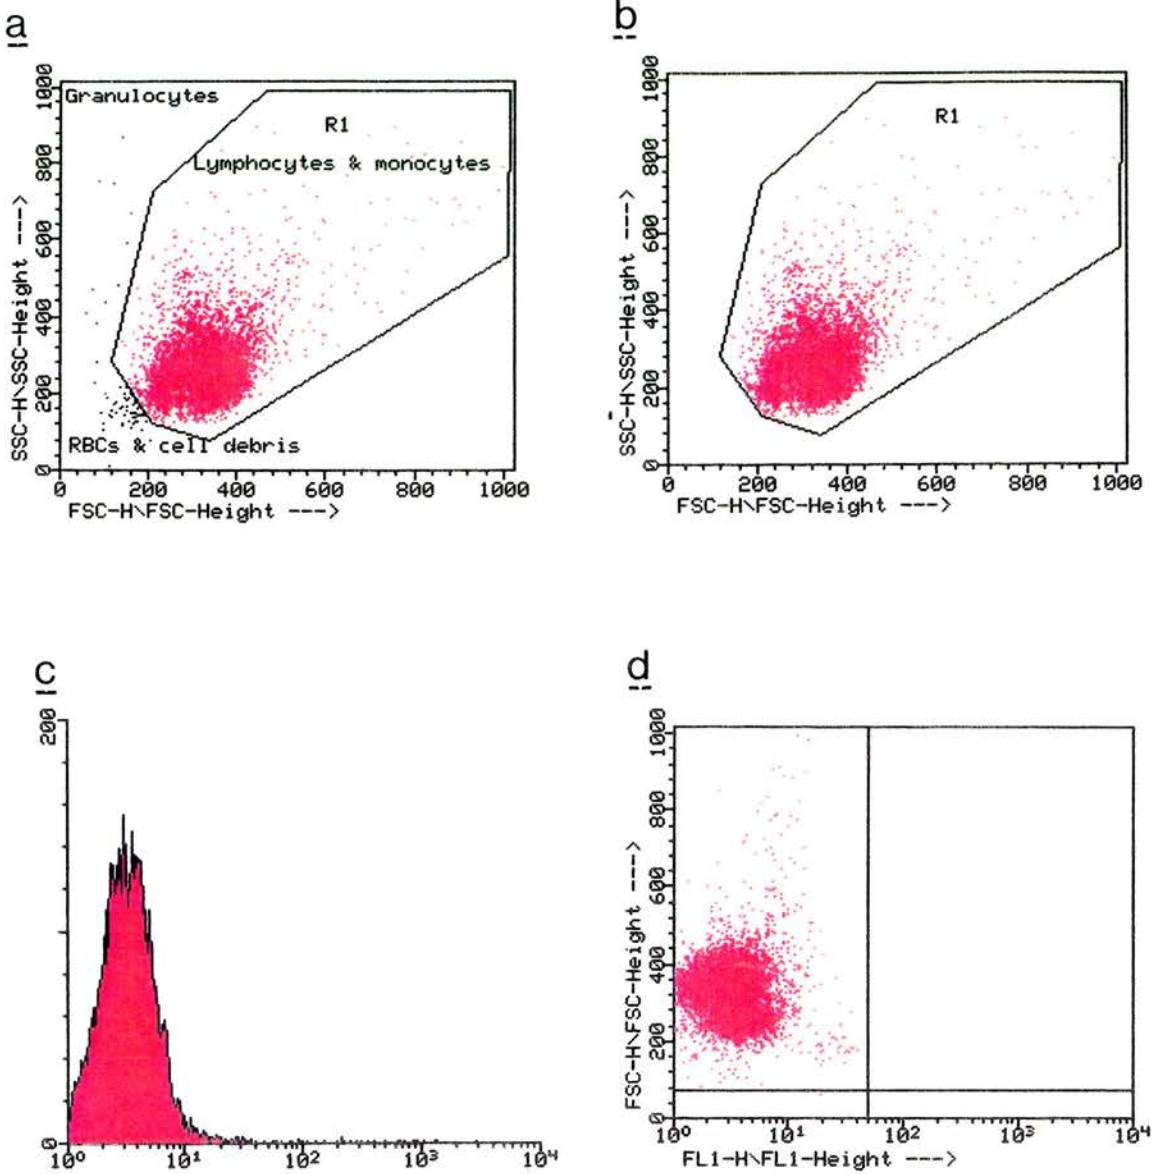 a
b
1000
800
600
400
200
0
SSC-H\SSC-Height --->
Granulocytes
R1
Lymphocytes & monocytes
RBCs & cell debris
0 200 400 600 800 1000
FSC-H\FSC-Height --->
1000
800
600
400
200
0
SSC-H\SSC-Height --->
R1
0 200 400 600 800 1000
FSC-H\FSC-Height --->
c
d
200
0
10⁰ 10¹ 10² 10³ 10⁴
1000
800
600
400
200
0
FSC-H\FSC-Height --->
10⁰ 10¹ 10² 10³ 10⁴
FL1-H\FL1-Height --->